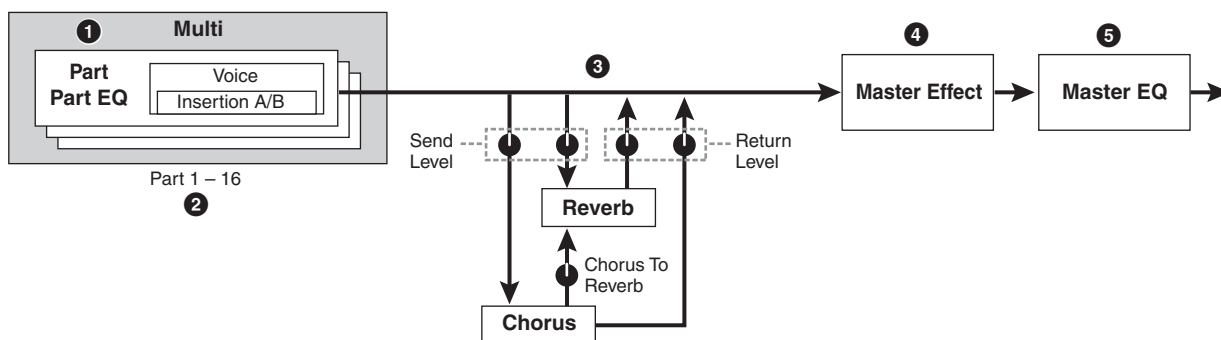 1
Multi
Part
Part EQ
Voice
Insertion A/B
Part 1 – 16
2
3
Send
Level
Return
Level
Reverb
Chorus To
Reverb
Chorus
4
Master Effect
5
Master EQ